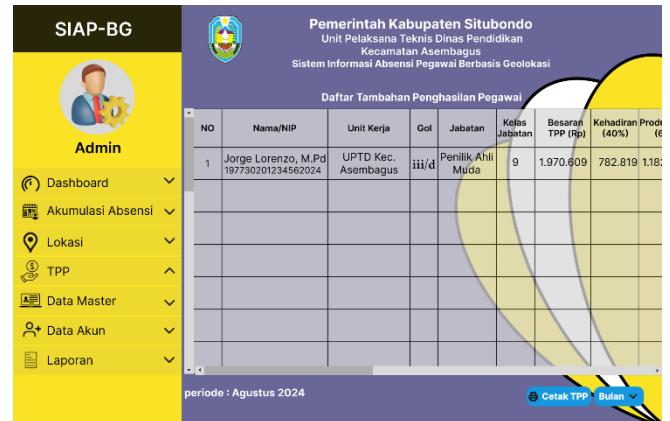 SIAP-BG
Admin
Dashboard
Akumulasi Absensi
Lokasi
TPP
Data Master
Data Akun
Laporan
Pemerintah Kabupaten Situbondo
Unit Pelaksana Teknis Dinas Pendidikan
Kecamatan Asembagus
Sistem Informasi Absensi Pegawai Berbasis Geolokasi
Daftar Tambahan Penghasilan Pegawai
NO Nama/NIP Unit Kerja Gol Jabatan Kelas Jabatan Besaran TPP (Rp) Kehadiran (40%)
1 Jorge Lorenzo, M.Pd 197730201234562024 UPTD Kec. Asembagus iii/d Penilik Ahli Muda 9 1.970.609 782.819
periode : Agustus 2024
Cetak TPP
Bulan